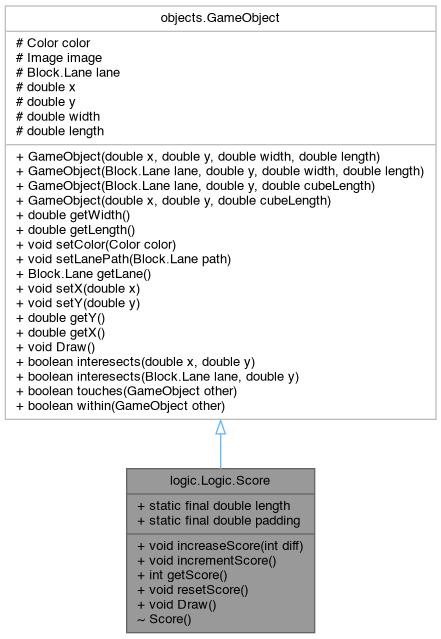 objects.GameObject
# Color color
# Image image
# Block.Lane lane
# double x
# double y
# double width
# double length
+ GameObject(double x, double y, double width, double length)
+ GameObject(Block.Lane lane, double y, double width, double length)
+ GameObject(Block.Lane lane, double y, double cubeLength)
+ GameObject(double x, double y, double cubeLength)
+ double getWidth()
+ double getLength()
+ void setColor(Color color)
+ void setLanePath(Block.Lane path)
+ Block.Lane getLane()
+ void setX(double x)
+ void setY(double y)
+ double getY()
+ double getX()
+ void Draw()
+ boolean interesects(double x, double y)
+ boolean interesects(Block.Lane lane, double y)
+ boolean touches(GameObject other)
+ boolean within(GameObject other)
logic.Logic.Score
+ static final double length
+ static final double padding
+ void increaseScore(int diff)
+ void incrementScore()
+ int getScore()
+ void resetScore()
+ void Draw()
~ Score()